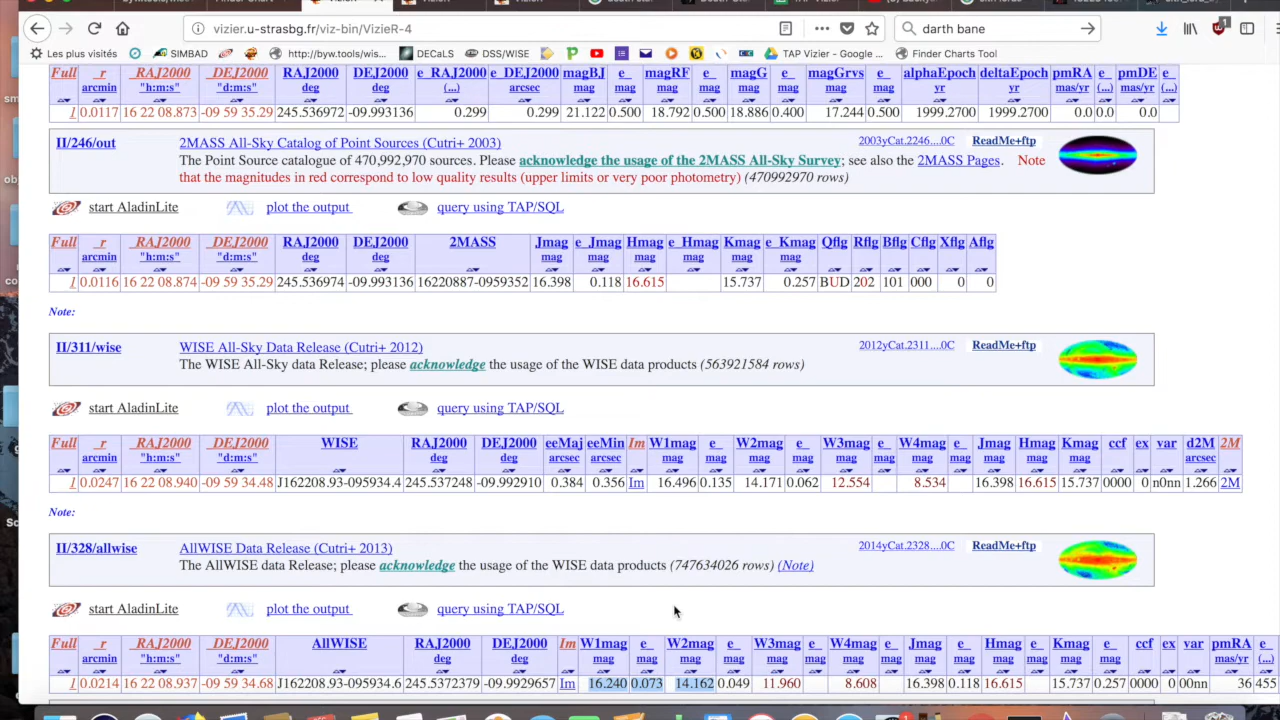 vizier.u-strasbg.fr/viz-bin/VizieR-4
darth bane
Les plus visités SIMBAD http://byw.tools/wise... DECaLS DSS/WISE TAP Vizier - Google ... Finder Charts Tool
Full _r _RAJ2000 _DEJ2000 RAJ2000 DEJ2000 e_RAJ2000 e_DEJ2000 magBJ e_ magRF e_ magG e_ magGrvs e_ alphaEpoch deltaEpoch pmRA e_ pmDE e_
arcmin "h:m:s" "d:m:s" deg deg (...) arcsec mag mag mag mag mag mag mag mag yr yr mas/yr (...) mas/yr (...)
1 0.0117 16 22 08.873 -09 59 35.29 245.536972 -09.993136 0.299 0.299 21.122 0.500 18.792 0.500 18.886 0.400 17.244 0.500 1999.2700 1999.2700 0.0 0.0 0.0
II/246/out 2MASS All-Sky Catalog of Point Sources (Cutri+ 2003) 2003yCat.2246....0C ReadMe+ftp
The Point Source catalogue of 470,992,970 sources. Please acknowledge the usage of the 2MASS All-Sky Survey; see also the 2MASS Pages. Note
that the magnitudes in red correspond to low quality results (upper limits or very poor photometry) (470992970 rows)
start AladinLite plot the output query using TAP/SQL
Full _r _RAJ2000 _DEJ2000 RAJ2000 DEJ2000 2MASS Jmag e_Jmag Hmag e_Hmag Kmag e_Kmag Qflg Rflg Bflg Cflg Xflg Aflg
arcmin "h:m:s" "d:m:s" deg deg mag mag mag mag mag mag
1 0.0116 16 22 08.874 -09 59 35.29 245.536974 -09.993136 16220887-0959352 16.398 0.118 16.615 15.737 0.257 BUD 202 101 000 0 0
Note:
II/311/wise WISE All-Sky Data Release (Cutri+ 2012) 2012yCat.2311....0C ReadMe+ftp
The WISE All-Sky data Release; please acknowledge the usage of the WISE data products (563921584 rows)
start AladinLite plot the output query using TAP/SQL
Full _r _RAJ2000 _DEJ2000 WISE RAJ2000 DEJ2000 eeMaj eeMin Im W1mag e_ W2mag e_ W3mag e_ W4mag e_ Jmag Hmag Kmag ccf ex var d2M 2M
arcmin "h:m:s" "d:m:s" deg deg arcsec arcsec mag mag mag mag mag mag mag mag mag mag mag arcsec
1 0.0247 16 22 08.940 -09 59 34.48 J162208.93-095934.4 245.537248 -09.992910 0.384 0.356 Im 16.496 0.135 14.171 0.062 12.554 8.534 16.398 16.615 15.737 0000 0 n0nn 1.266 2M
Note:
II/328/allwise AllWISE Data Release (Cutri+ 2013) 2014yCat.2328....0C ReadMe+ftp
The AllWISE data Release; please acknowledge the usage of the WISE data products (747634026 rows) (Note)
start AladinLite plot the output query using TAP/SQL
Full _r _RAJ2000 _DEJ2000 AllWISE RAJ2000 DEJ2000 Im W1mag e_ W2mag e_ W3mag e_ W4mag e_ Jmag e_ Hmag e_ Kmag e_ ccf ex var pmRA e_
arcmin "h:m:s" "d:m:s" deg deg mag mag mag mag mag mag mag mag mag mag mag mag mag mag mas/yr
1 0.0214 16 22 08.937 -09 59 34.68 J162208.93-095934.6 245.5372379 -09.9929657 Im 16.240 0.073 14.162 0.049 11.960 8.608 16.398 0.118 16.615 15.737 0.257 0000 0 00nn 36 455